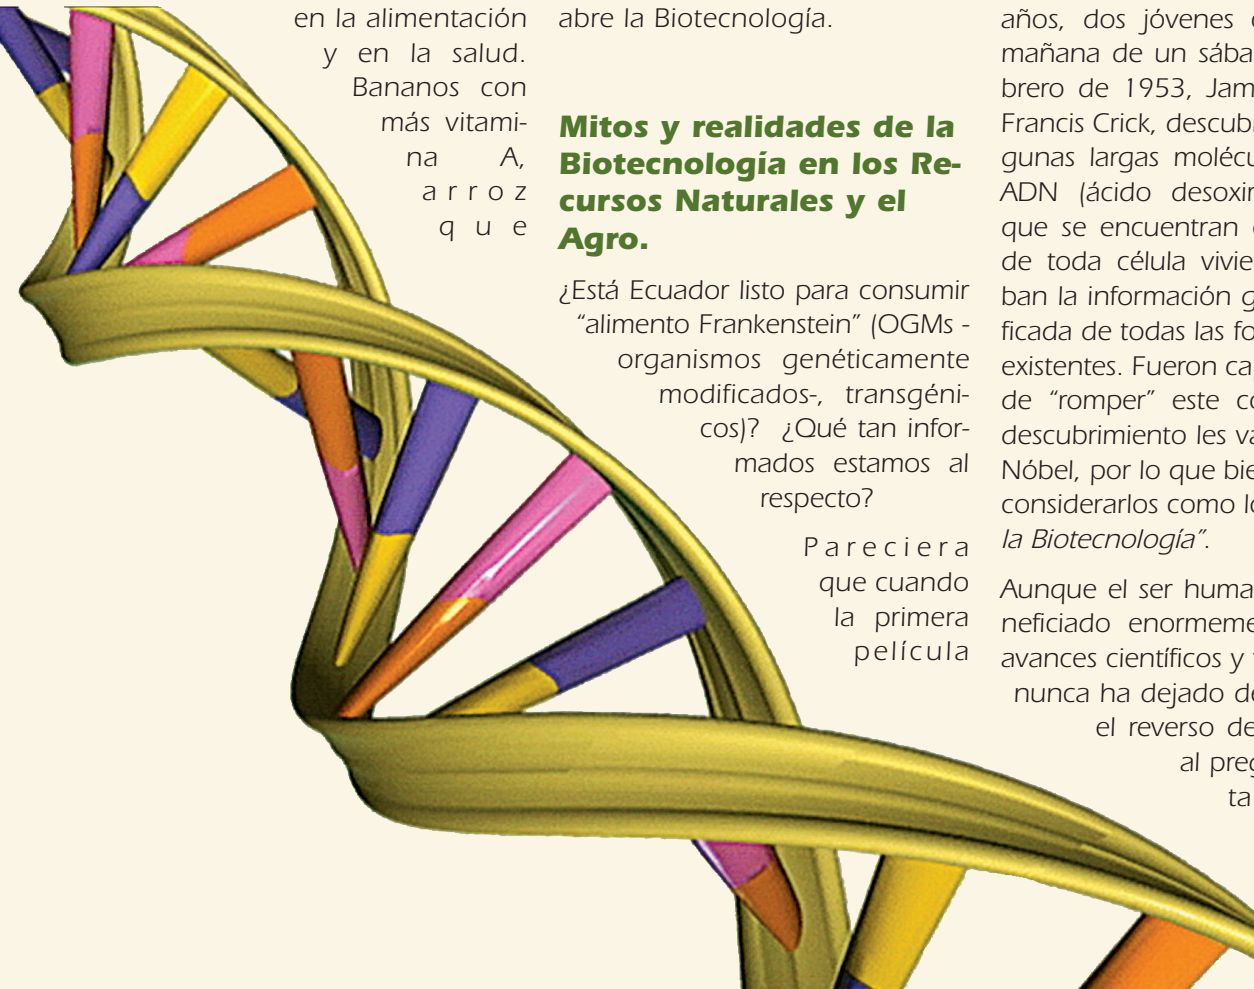 en la alimentación
y en la salud.
Bananos con
más vitami-
na A,
arroz
que
abre la Biotecnología.
Mitos y realidades de la
Biotecnología en los Re-
cursos Naturales y el
Agro.
¿Está Ecuador listo para consumir
“alimento Frankenstein” (OGMs -
organismos genéticamente
modificados-, transgéni-
cos)? ¿Qué tan infor-
mados estamos al
respecto?
Pareciera
que cuando
la primera
película
años, dos jóvenes
mañana de un sába
brero de 1953, Jam
Francis Crick, descub
gunas largas moléc
ADN (ácido desoxi
que se encuentran
de toda célula vivie
ban la información g
ficada de todas las fo
existentes. Fueron ca
de “romper” este co
descubrimiento les va
Nóbel, por lo que bie
considerarlos como lo
la Biotecnología”.
Aunque el ser huma
neficiado enormeme
avances científicos y
nunca ha dejado de
el reverso de
al preg
ta